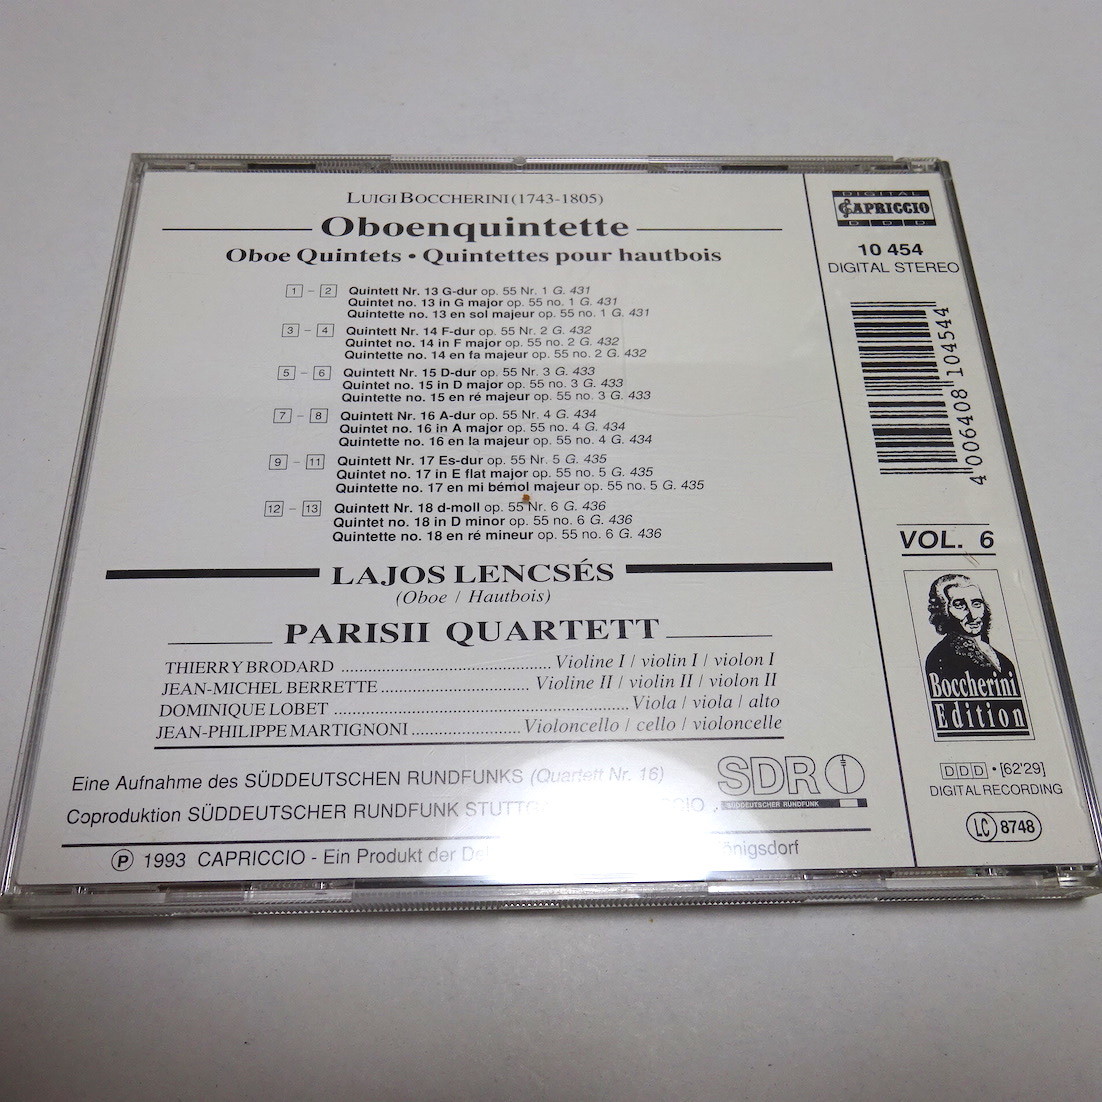 LUIGI BOCCHERINI (1743-1805)
Oboenquintette
Oboe Quintets • Quintettes pour hautbois
1 – 2 Quintett Nr. 13 G-dur op. 55 Nr. 1 G. 431
Quintet no. 13 in G major op. 55 no. 1 G. 431
Quintette no. 13 en sol majeur op. 55 no. 1 G. 431
3 – 4 Quintett Nr. 14 F-dur op. 55 Nr. 2 G. 432
Quintet no. 14 in F major op. 55 no. 2 G. 432
Quintette no. 14 en fa majeur op. 55 no. 2 G. 432
5 – 6 Quintett Nr. 15 D-dur op. 55 Nr. 3 G. 433
Quintet no. 15 in D major op. 55 no. 3 G. 433
Quintette no. 15 en ré majeur op. 55 no. 3 G. 433
7 – 8 Quintett Nr. 16 A-dur op. 55 Nr. 4 G. 434
Quintet no. 16 in A major op. 55 no. 4 G. 434
Quintette no. 16 en la majeur op. 55 no. 4 G. 434
9 – 11 Quintett Nr. 17 Es-dur op. 55 Nr. 5 G. 435
Quintet no. 17 in E flat major op. 55 no. 5 G. 435
Quintette no. 17 en mi bémol majeur op. 55 no. 5 G. 435
12 – 13 Quintett Nr. 18 d-moll op. 55 Nr. 6 G. 436
Quintet no. 18 in D minor op. 55 no. 6 G. 436
Quintette no. 18 en ré mineur op. 55 no. 6 G. 436
LAJOS LENCSÉS
(Oboe / Hautbois)
PARISII QUARTETT
THIERRY BRODARD ........ Violine I / violin I / violon I
JEAN-MICHEL BERRETTE ........ Violine II / violin II / violon II
DOMINIQUE LOBET ........ Viola / viola / alto
JEAN-PHILIPPE MARTIGNONI ........ Violoncello / cello / violoncelle
Eine Aufnahme des SÜDDEUTSCHEN RUNDFUNKS (Quartett Nr. 16)
Coproduktion SÜDDEUTSCHER RUNDFUNK
SDR
SÜDDEUTSCHER RUNDFUNK
℗ 1993 CAPRICCIO - Ein Produkt der
DIGITAL
CAPRICCIO
DDD
10 454
DIGITAL STEREO
4 006408 104544
VOL. 6
Boccherini
Edition
DDD • [62'29]
DIGITAL RECORDING
LC 8748